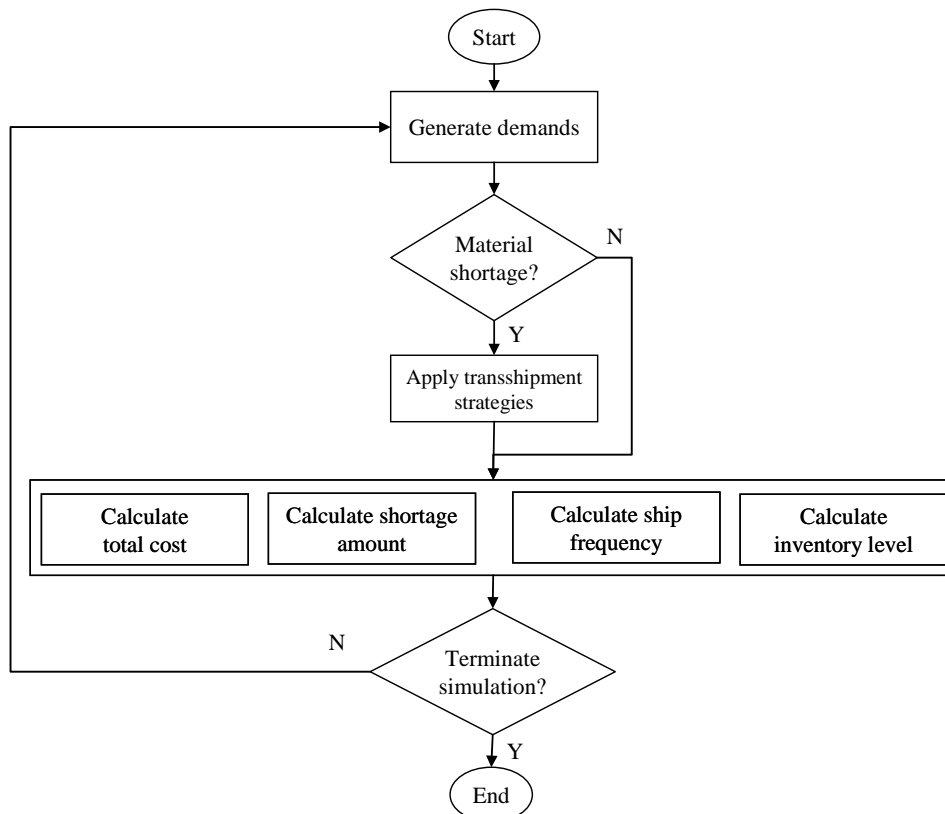 Start
Generate demands
Material
shortage?
N
Y
Apply transshipment
strategies
Calculate
total cost
Calculate shortage
amount
Calculate ship
frequency
Calculate
inventory level
N
Terminate
simulation?
Y
End